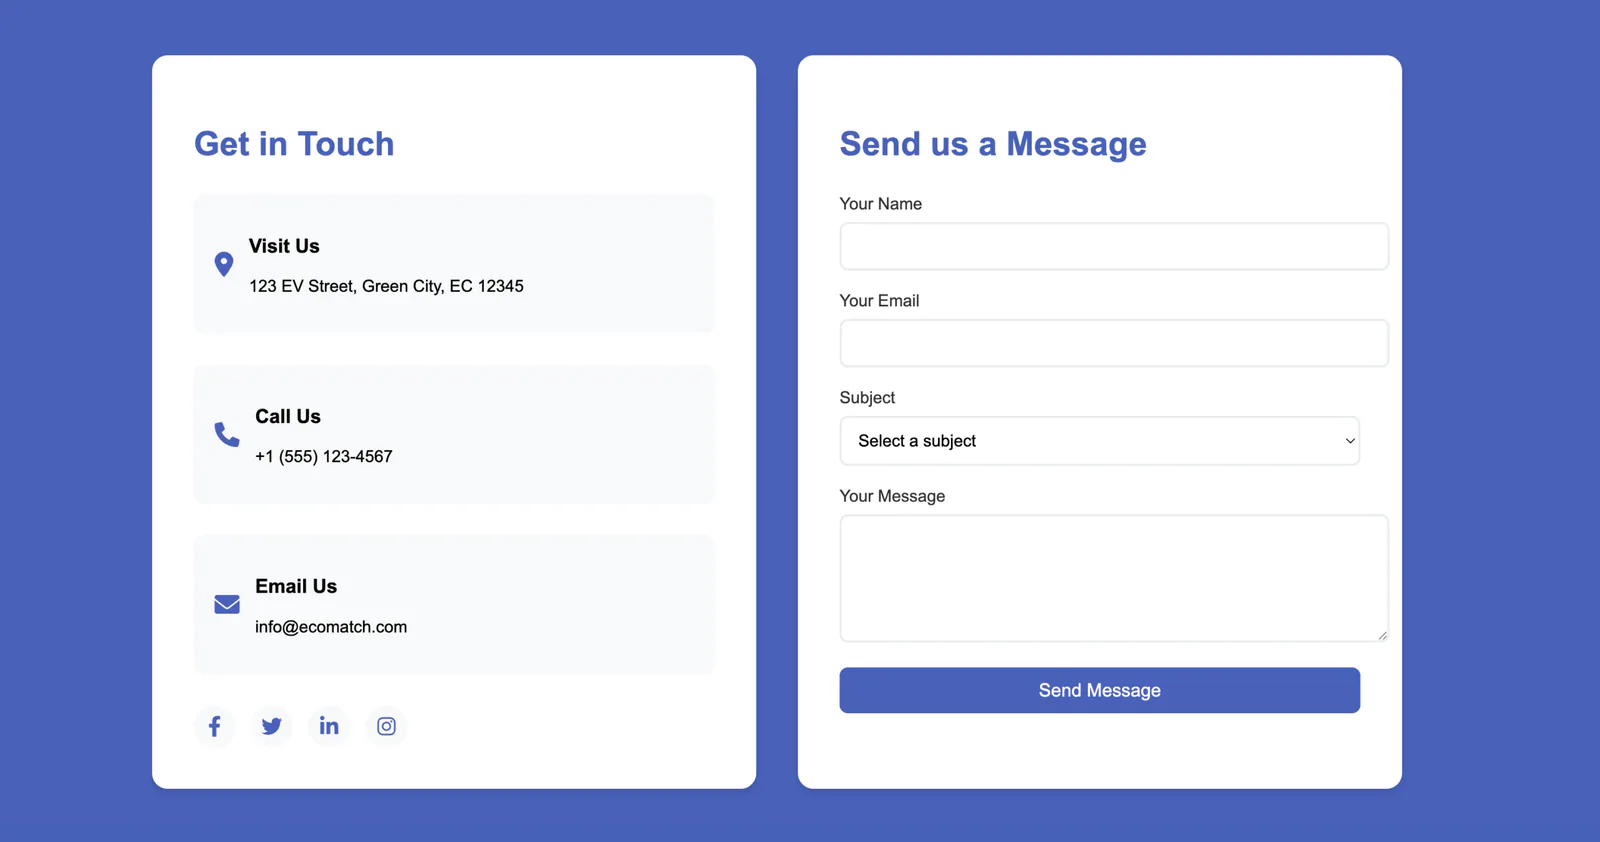 Get in Touch
Visit Us
123 EV Street, Green City, EC 12345
Call Us
+1 (555) 123-4567
Email Us
info@ecomatch.com
Send us a Message
Your Name
Your Email
Subject
Select a subject
Your Message
Send Message